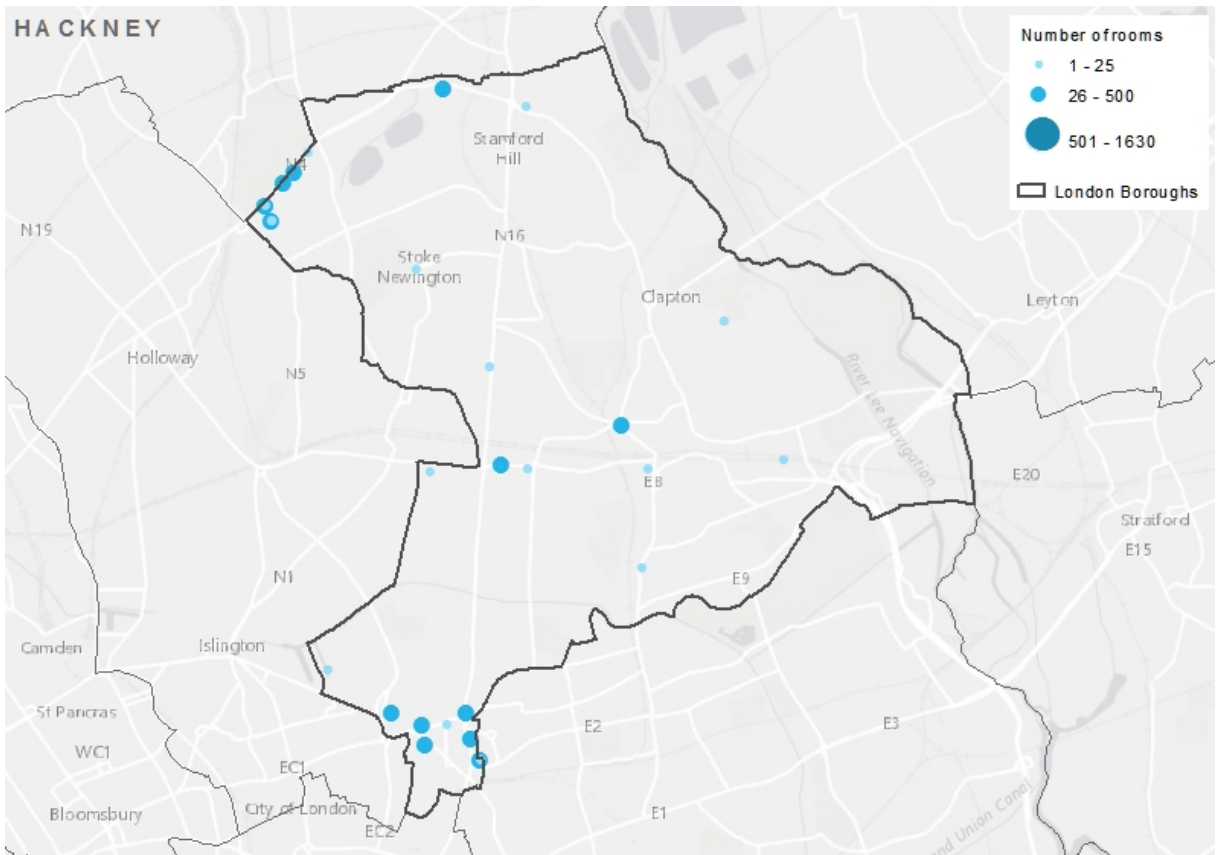 HACKNEY
Number of rooms
1 - 25
26 - 500
501 - 1630
London Boroughs
Stamford
Hill
N4
N19
N16
Stoke
Newington
Clapton
Leyton
Holloway
N5
River Lee Navigation
E8
E20
Stratford
E15
N1
E9
Camden
Islington
St Pancras
E2
E3
WC1
EC1
Bloomsbury
City of London
E1
EC2
and Union Canal